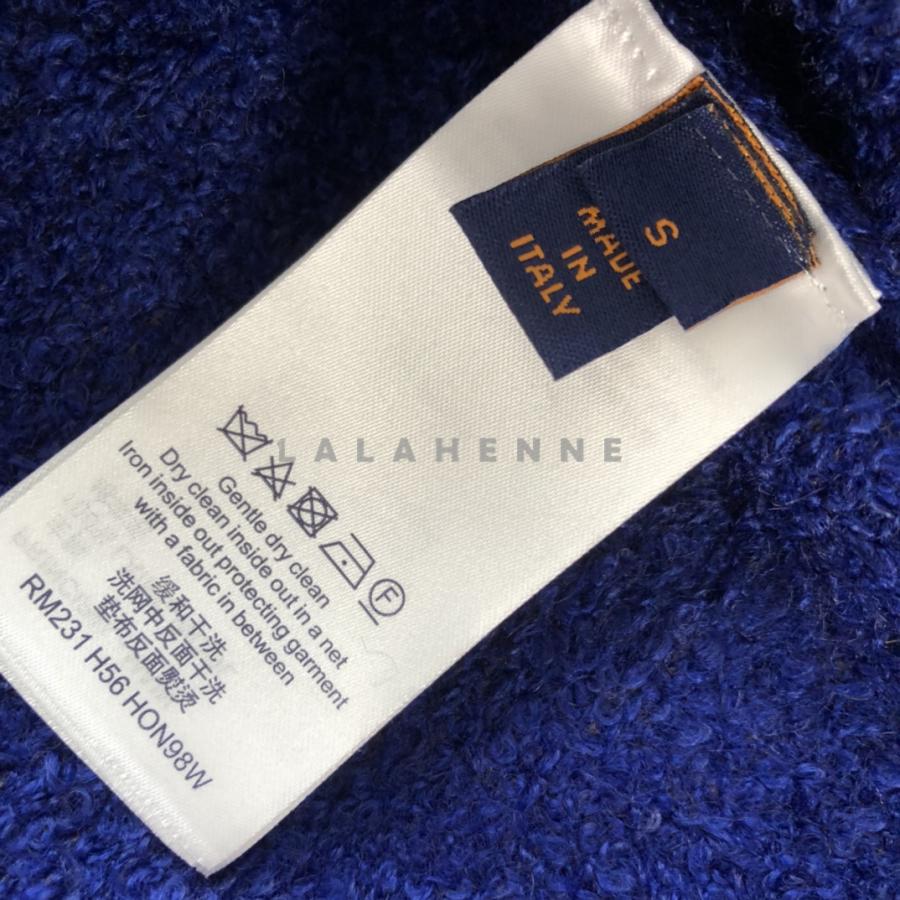 S
MADE
IN
ITALY
LALAHENNE
F
Gentle dry clean
Dry clean inside out in a net
Iron inside out protecting garment
with a fabric in between
缓和干洗
洗网中反面干洗
垫布反面熨烫
RM231 H56 HON98W